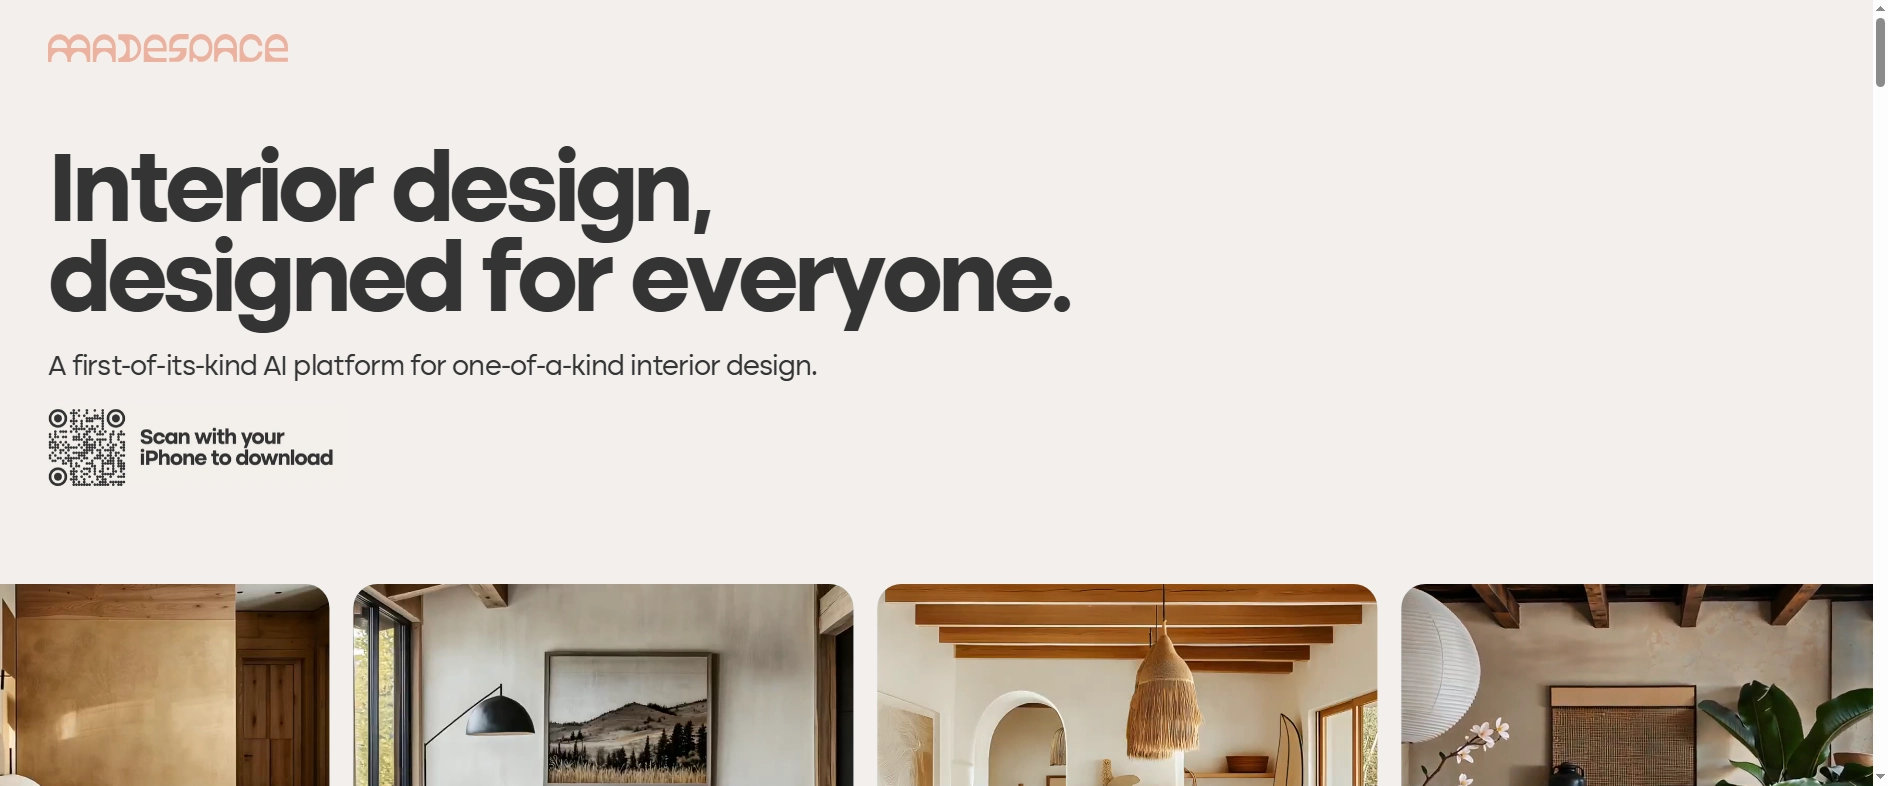 MADESPACE
Interior design,
designed for everyone.
A first-of-its-kind AI platform for one-of-a-kind interior design.
Scan with your
iPhone to download